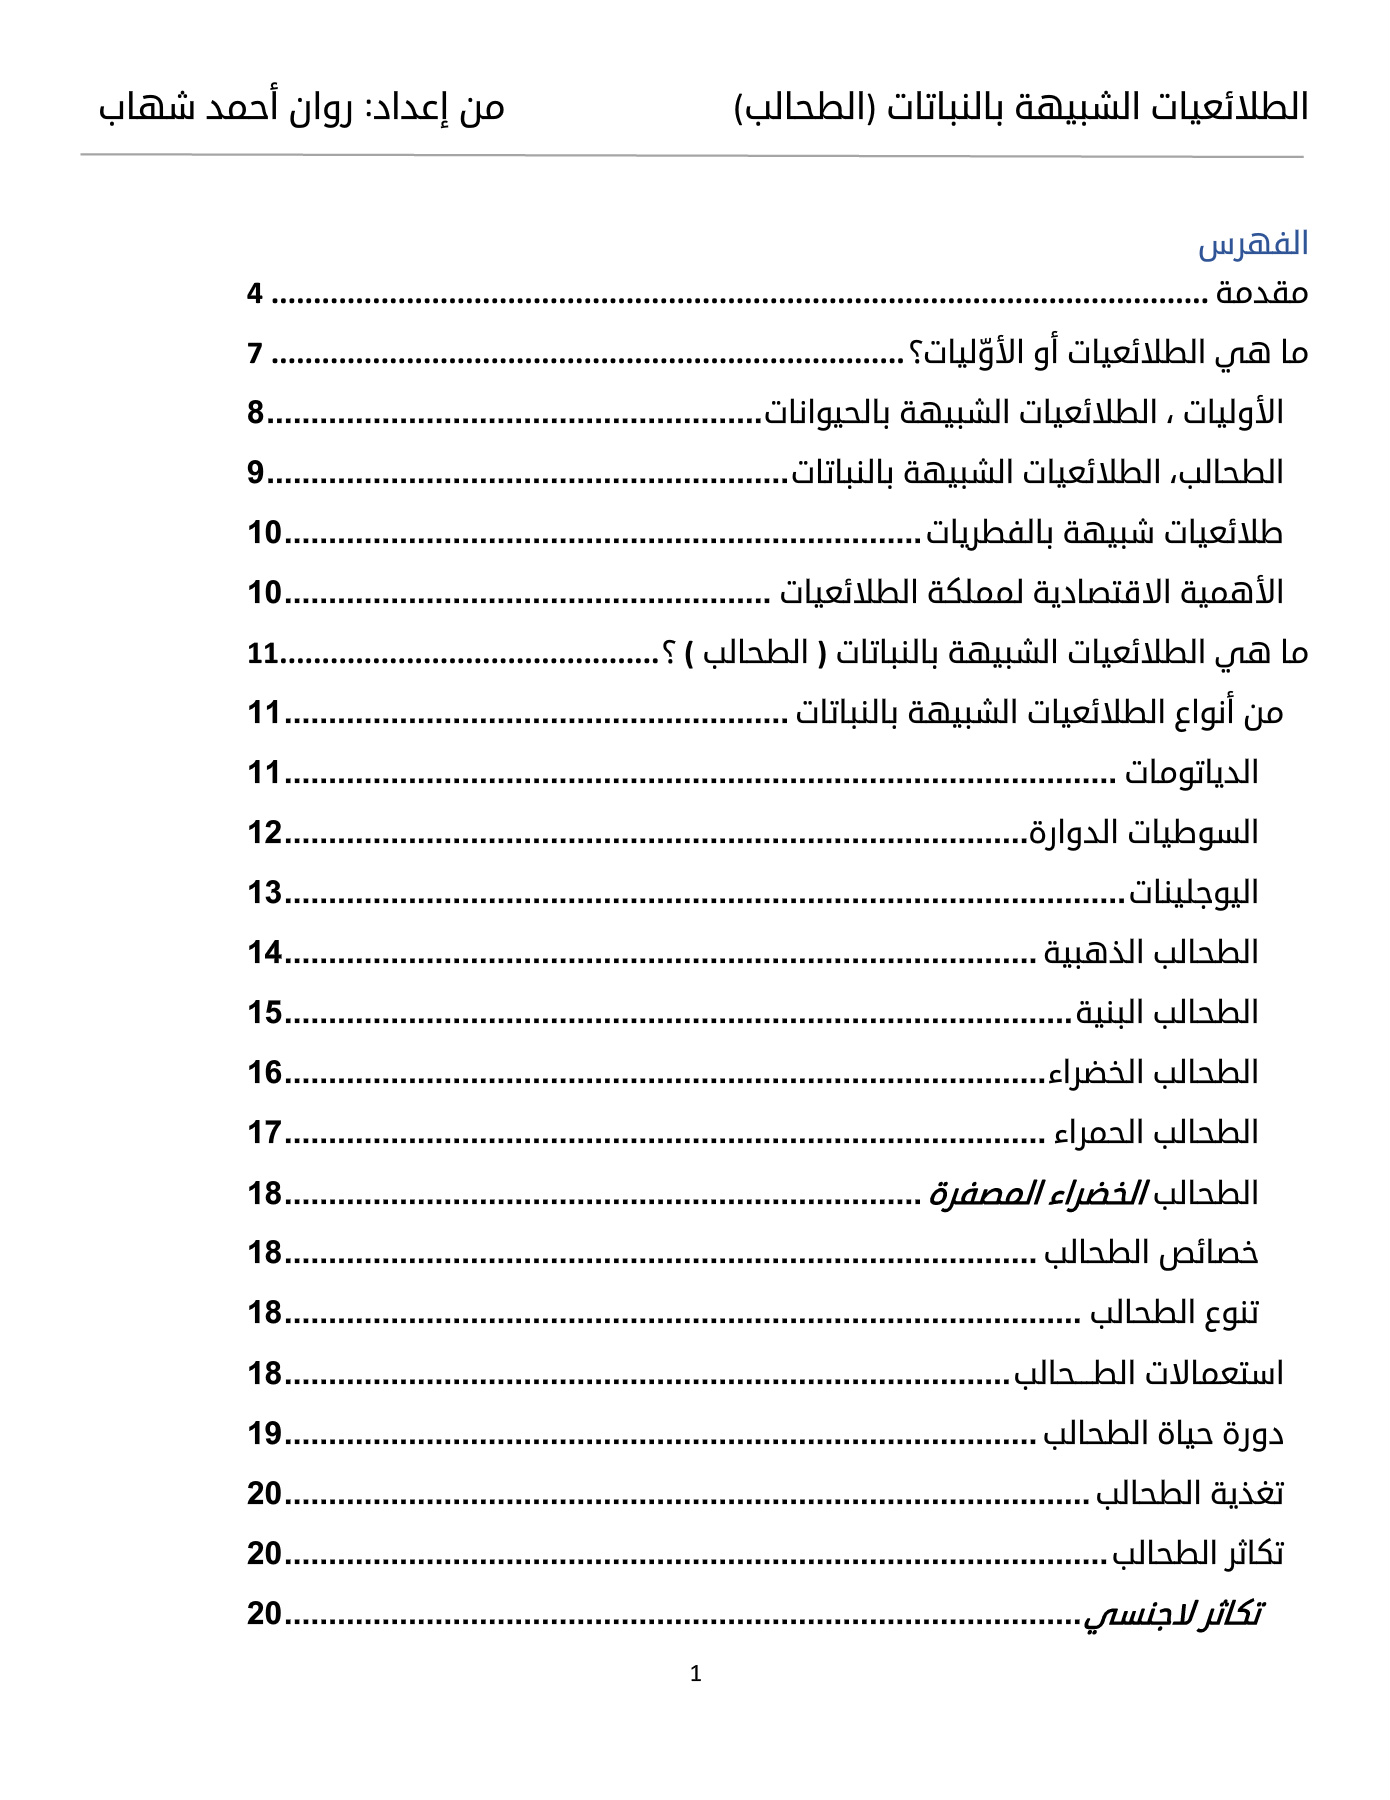 الطلائعيات الشبيهة بالنباتات (الطحالب) من إعداد: روان أحمد شهاب
الفهرس
مقدمة ........................................ 4
ما هي الطلائعيات أو الأوّليات؟ ........................................ 7
الأوليات ، الطلائعيات الشبيهة بالحيوانات........................................8
الطحالب، الطلائعيات الشبيهة بالنباتات........................................9
طلائعيات شبيهة بالفطريات ........................................10
الأهمية الاقتصادية لمملكة الطلائعيات ........................................10
ما هي الطلائعيات الشبيهة بالنباتات ( الطحالب ) ؟........................................11
من أنواع الطلائعيات الشبيهة بالنباتات ........................................11
الدياتومات ........................................11
السوطيات الدوارة........................................12
اليوجلينات........................................13
الطحالب الذهبية ........................................14
الطحالب البنية........................................15
الطحالب الخضراء........................................16
الطحالب الحمراء ........................................17
الطحالب الخضراء المصفرة ........................................18
خصائص الطحالب ........................................18
تنوع الطحالب ........................................18
استعمالات الطــحالب........................................18
دورة حياة الطحالب ........................................19
تغذية الطحالب ........................................20
تكاثر الطحالب........................................20
تكاثر لاجنسي........................................20
1